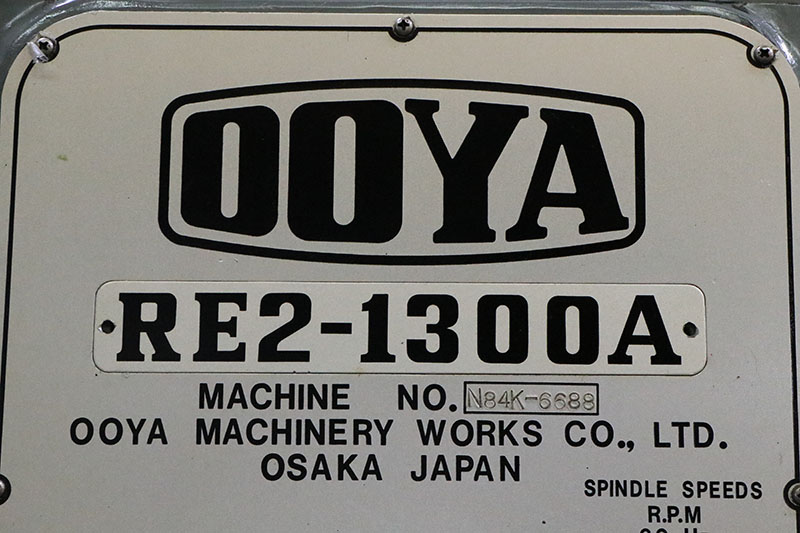 OOYA
RE2-1300A
MACHINE NO. N84K-6688
OOYA MACHINERY WORKS CO., LTD.
OSAKA JAPAN
SPINDLE SPEEDS
R.P.M